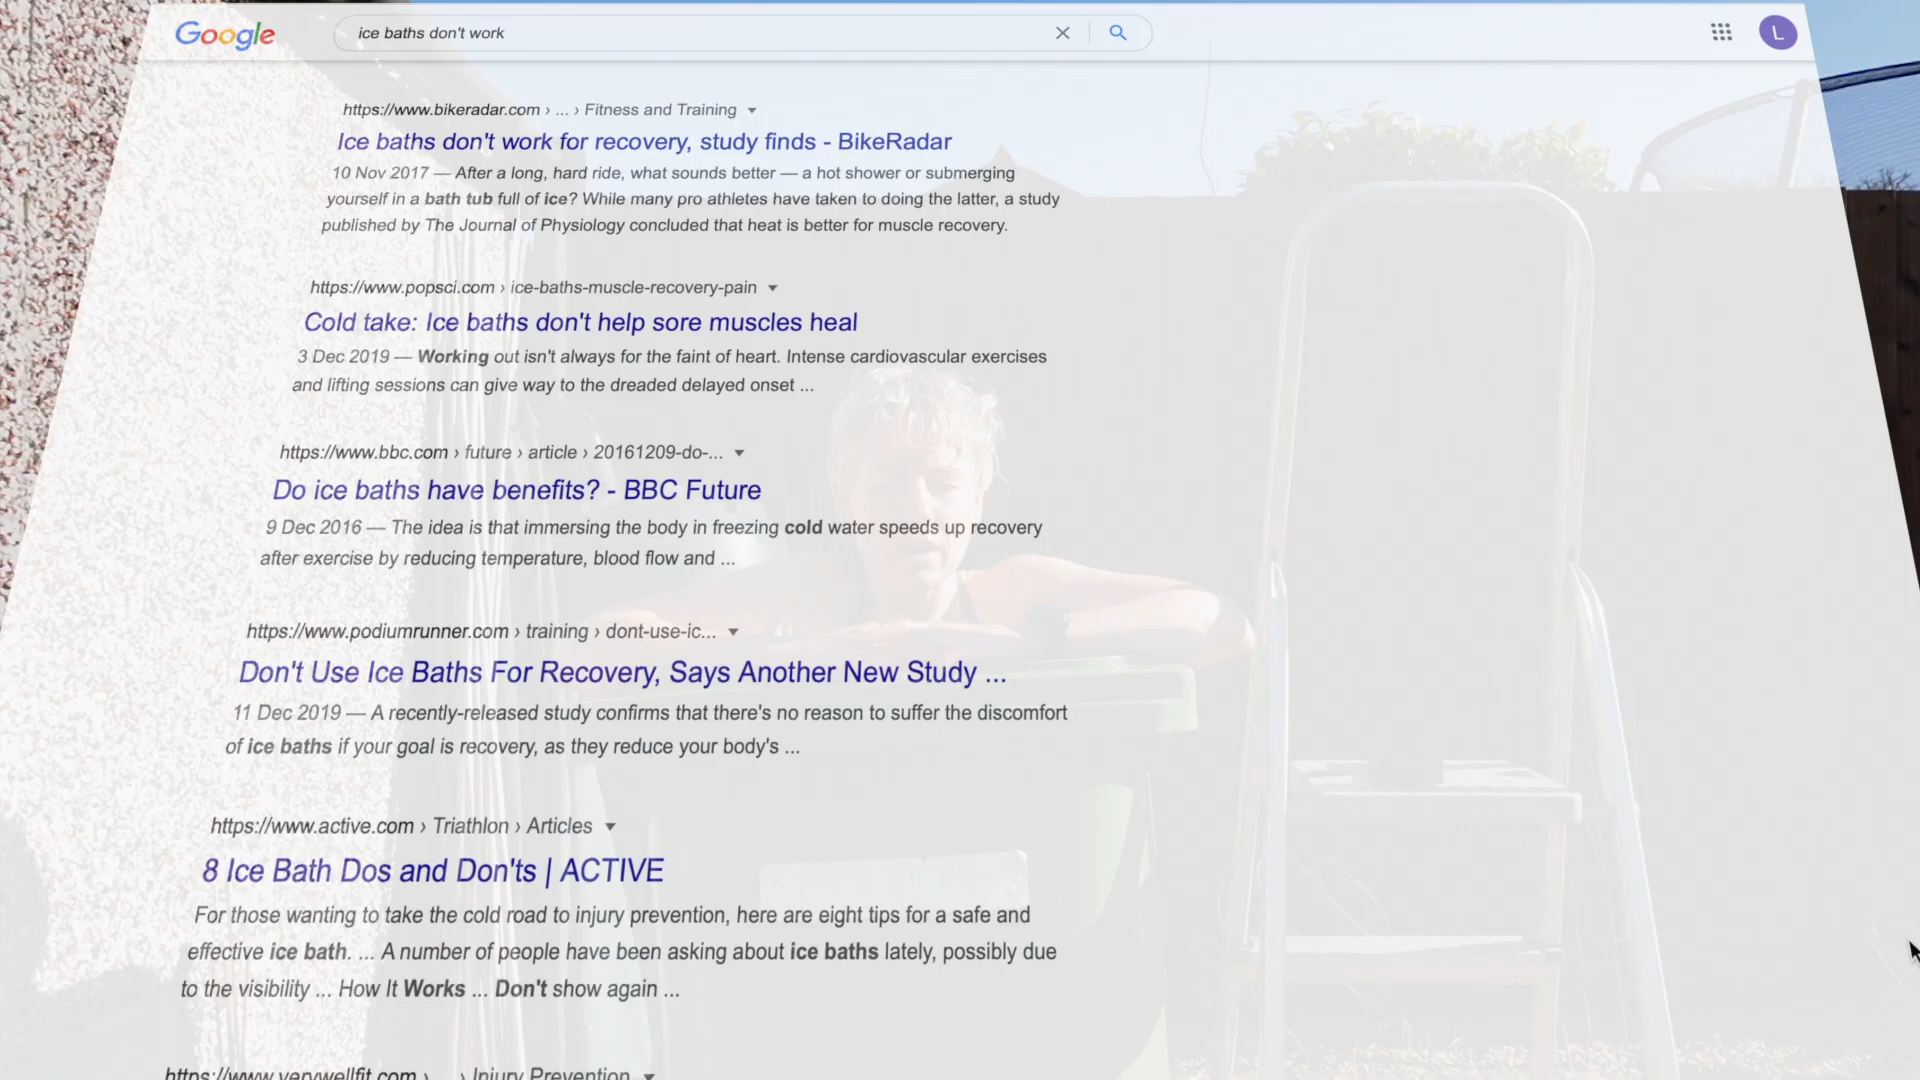 Google
ice baths don't work
L
https://www.bikeradar.com › ... › Fitness and Training
Ice baths don't work for recovery, study finds - BikeRadar
10 Nov 2017 — After a long, hard ride, what sounds better — a hot shower or submerging
yourself in a bath tub full of ice? While many pro athletes have taken to doing the latter, a study
published by The Journal of Physiology concluded that heat is better for muscle recovery.
https://www.popsci.com › ice-baths-muscle-recovery-pain
Cold take: Ice baths don't help sore muscles heal
3 Dec 2019 — Working out isn't always for the faint of heart. Intense cardiovascular exercises
and lifting sessions can give way to the dreaded delayed onset ...
https://www.bbc.com › future › article › 20161209-do-...
Do ice baths have benefits? - BBC Future
9 Dec 2016 — The idea is that immersing the body in freezing cold water speeds up recovery
after exercise by reducing temperature, blood flow and ...
https://www.podiumrunner.com › training › dont-use-ic...
Don't Use Ice Baths For Recovery, Says Another New Study ...
11 Dec 2019 — A recently-released study confirms that there's no reason to suffer the discomfort
of ice baths if your goal is recovery, as they reduce your body's ...
https://www.active.com › Triathlon › Articles
8 Ice Bath Dos and Don'ts | ACTIVE
For those wanting to take the cold road to injury prevention, here are eight tips for a safe and
effective ice bath. ... A number of people have been asking about ice baths lately, possibly due
to the visibility ... How It Works ... Don't show again ...
https://www.verywellfit.com › ... › Injury Prevention